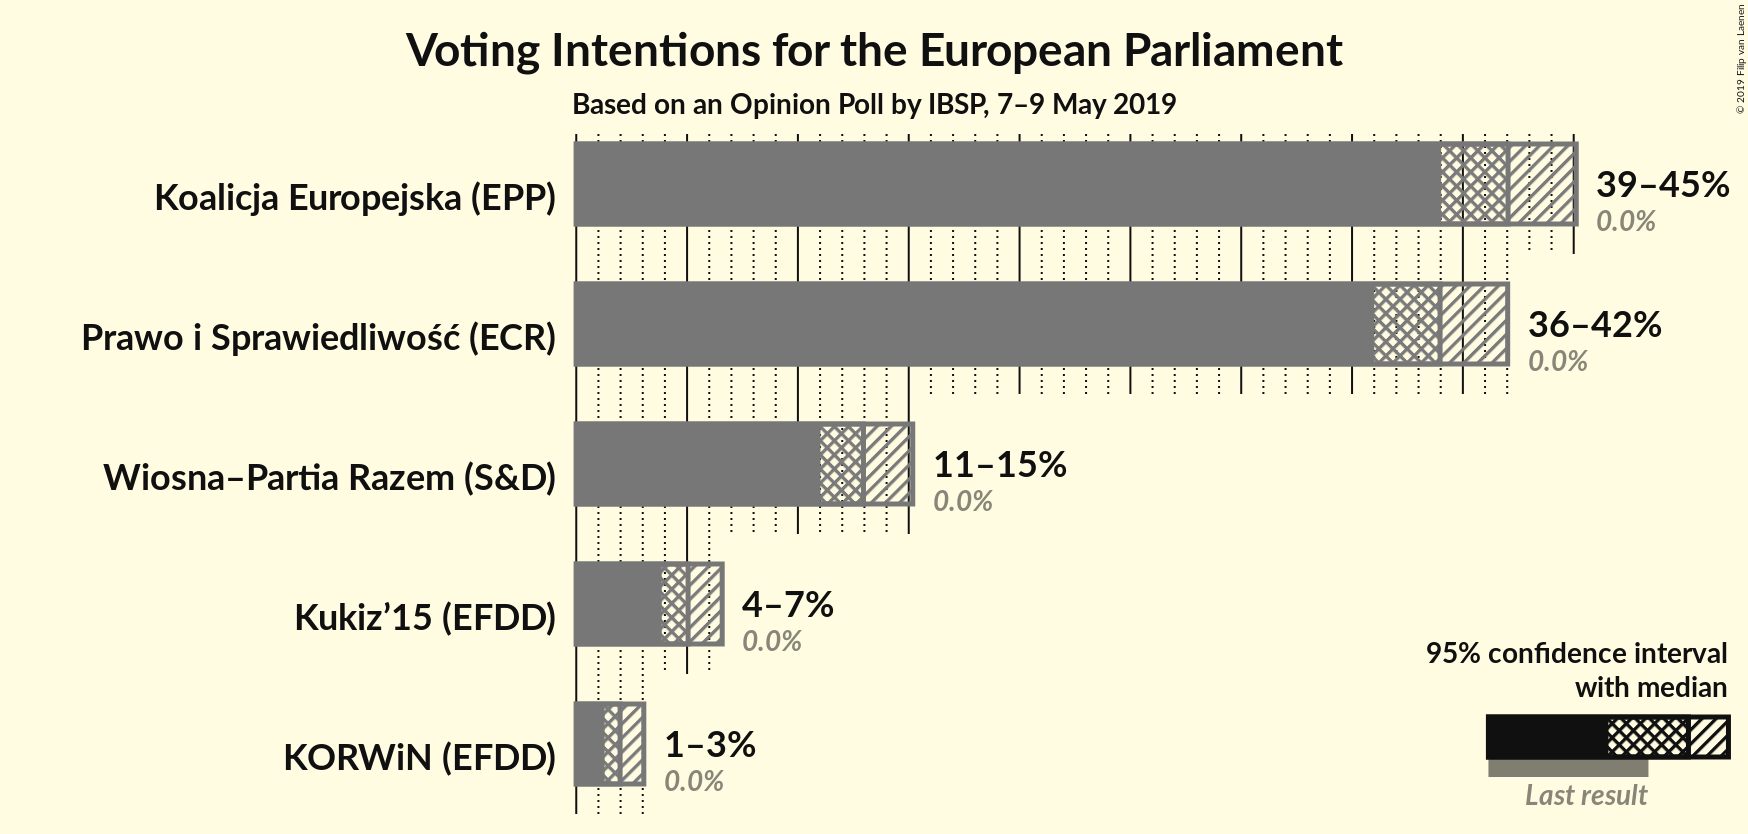 Voting Intentions for the European Parliament
Based on an Opinion Poll by IBSP, 7–9 May 2019
© 2019 Filip van Laenen
Koalicja Europejska (EPP)
39–45%
0.0%
Prawo i Sprawiedliwość (ECR)
36–42%
0.0%
Wiosna–Partia Razem (S&D)
11–15%
0.0%
Kukiz’15 (EFDD)
4–7%
0.0%
KORWiN (EFDD)
1–3%
0.0%
95% confidence interval
with median
Last result